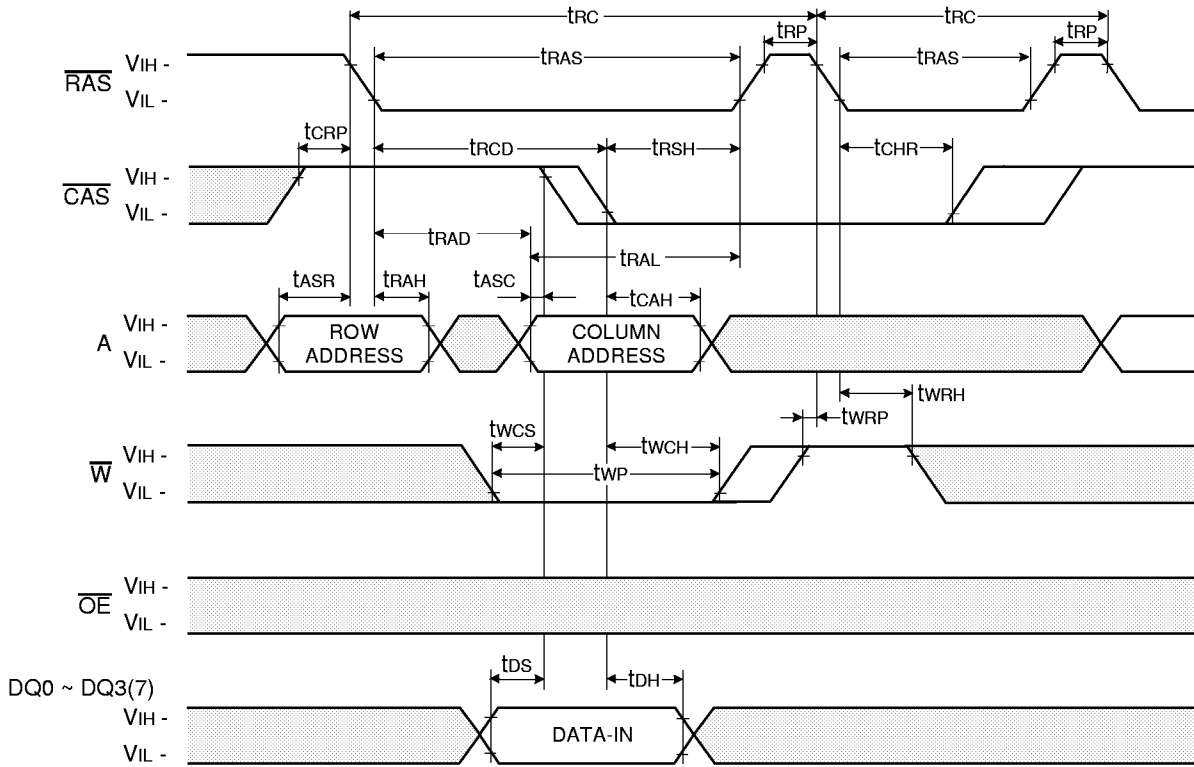 tRC tRC
tRP tRP
tRAS tRAS
RAS VIH -
VIL -
tCRP tRCD tRSH tCHR
CAS VIH -
VIL -
tRAD
tRAL
tASR tRAH tASC tCAH
A VIH -
VIL -
ROW
ADDRESS
COLUMN
ADDRESS
tWRH
tWRP
tWCS tWCH
W VIH -
VIL -
tWP
OE VIH -
VIL -
tDS tDH
DQ0 ~ DQ3(7)
VIH -
VIL -
DATA-IN